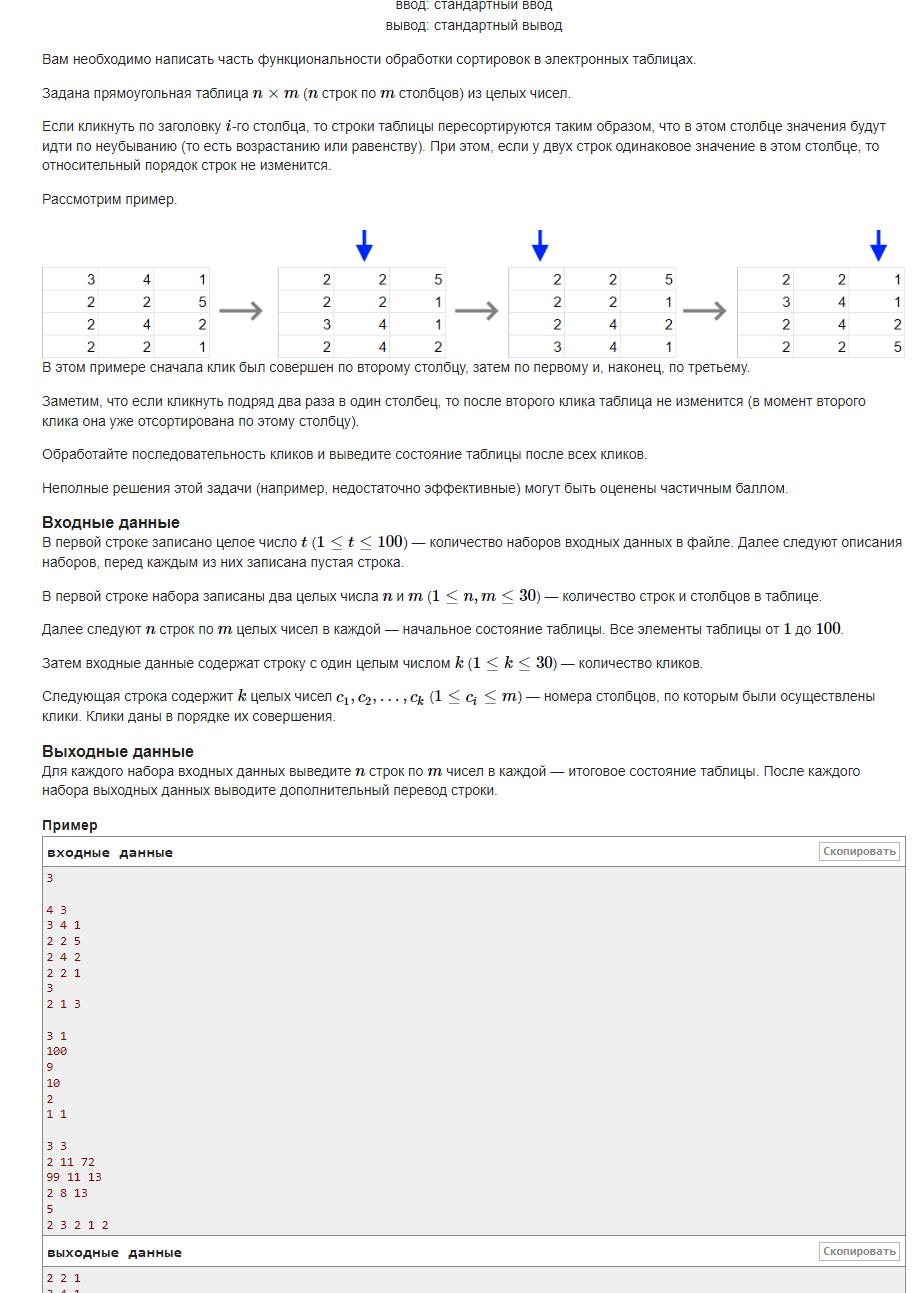 ввод: стандартный ввод
вывод: стандартный вывод
Вам необходимо написать часть функциональности обработки сортировок в электронных таблицах.
Задана прямоугольная таблица n × m (n строк по m столбцов) из целых чисел.
Если кликнуть по заголовку i-го столбца, то строки таблицы пересортируются таким образом, что в этом столбце значения будут
идти по неубыванию (то есть возрастанию или равенству). При этом, если у двух строк одинаковое значение в этом столбце, то
относительный порядок строк не изменится.
Рассмотрим пример.
3 4 1 2 2 5 2 2 5 2 2 1
2 2 5 2 2 1 2 2 1 3 4 1
2 4 2 3 4 1 2 4 2 2 4 2
2 2 1 2 4 2 3 4 1 2 2 5
В этом примере сначала клик был совершен по второму столбцу, затем по первому и, наконец, по третьему.
Заметим, что если кликнуть подряд два раза в один столбец, то после второго клика таблица не изменится (в момент второго
клика она уже отсортирована по этому столбцу).
Обработайте последовательность кликов и выведите состояние таблицы после всех кликов.
Неполные решения этой задачи (например, недостаточно эффективные) могут быть оценены частичным баллом.
Входные данные
В первой строке записано целое число t (1 ≤ t ≤ 100) — количество наборов входных данных в файле. Далее следуют описания
наборов, перед каждым из них записана пустая строка.
В первой строке набора записаны два целых числа n и m (1 ≤ n, m ≤ 30) — количество строк и столбцов в таблице.
Далее следуют n строк по m целых чисел в каждой — начальное состояние таблицы. Все элементы таблицы от 1 до 100.
Затем входные данные содержат строку с один целым числом k (1 ≤ k ≤ 30) — количество кликов.
Следующая строка содержит k целых чисел c₁, c₂, . . . , cₖ (1 ≤ cᵢ ≤ m) — номера столбцов, по которым были осуществлены
клики. Клики даны в порядке их совершения.
Выходные данные
Для каждого набора входных данных выведите n строк по m чисел в каждой — итоговое состояние таблицы. После каждого
набора выходных данных выводите дополнительный перевод строки.
Пример
входные данные Скопировать
3
4 3
3 4 1
2 2 5
2 4 2
2 2 1
3
2 1 3
3 1
100
9
10
2
1 1
3 3
2 11 72
99 11 13
2 8 13
5
2 3 2 1 2
выходные данные Скопировать
2 2 1